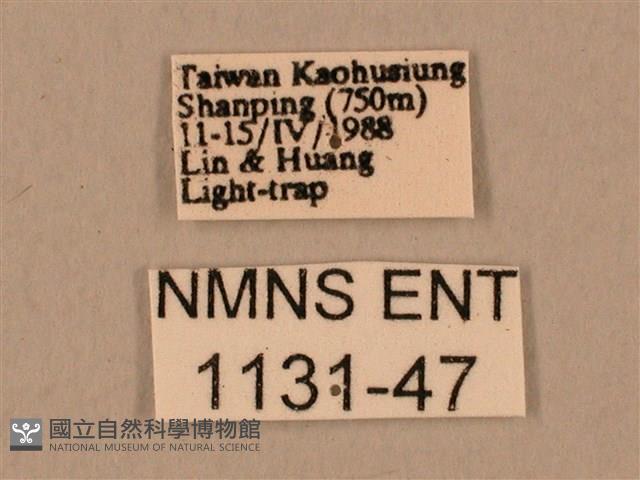 Taiwan Kaohusiung
Shanping (750m)
11-15/IV/1988
Lin & Huang
Light-trap
NMNS ENT
1131-47
國立自然科學博物館
NATIONAL MUSEUM OF NATURAL SCIENCE